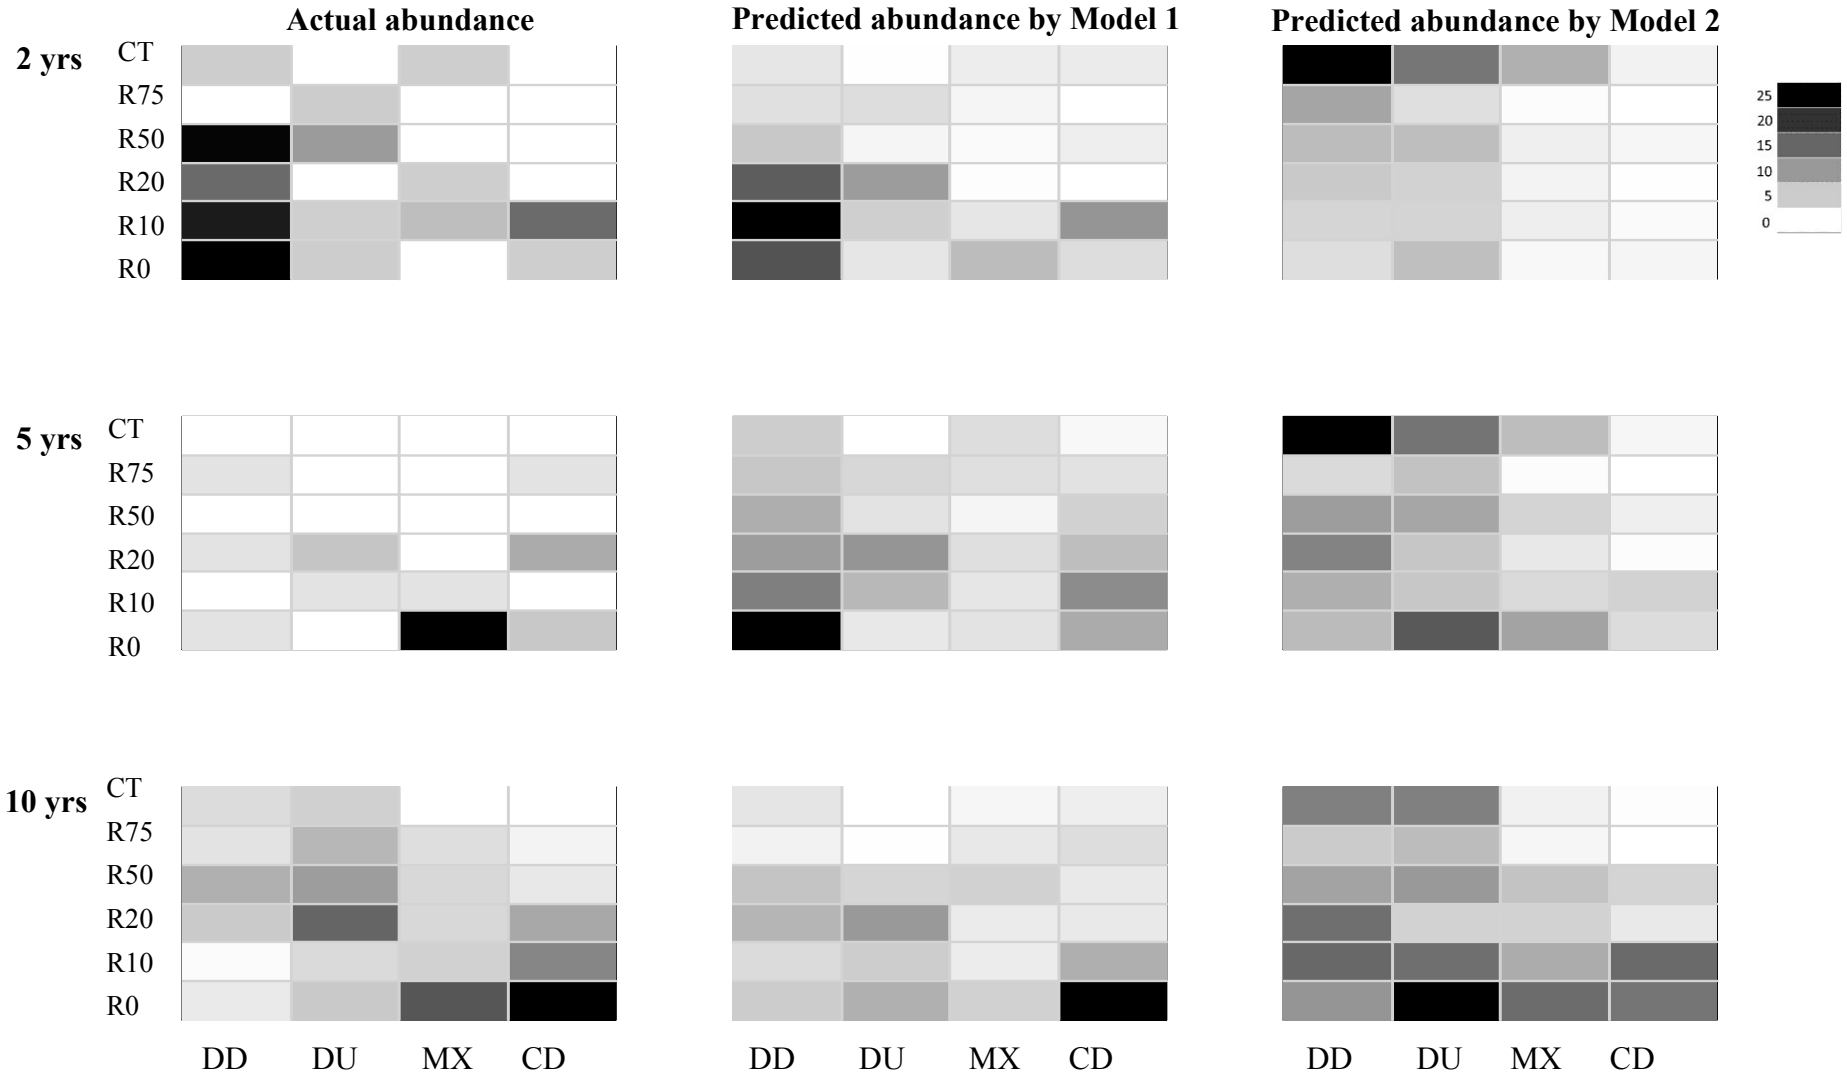 Actual abundance
Predicted abundance by Model 1
Predicted abundance by Model 2
2 yrs
CT
R75
R50
R20
R10
R0
25
20
15
10
5
0
5 yrs
CT
R75
R50
R20
R10
R0
10 yrs
CT
R75
R50
R20
R10
R0
DD DU MX CD
DD DU MX CD
DD DU MX CD